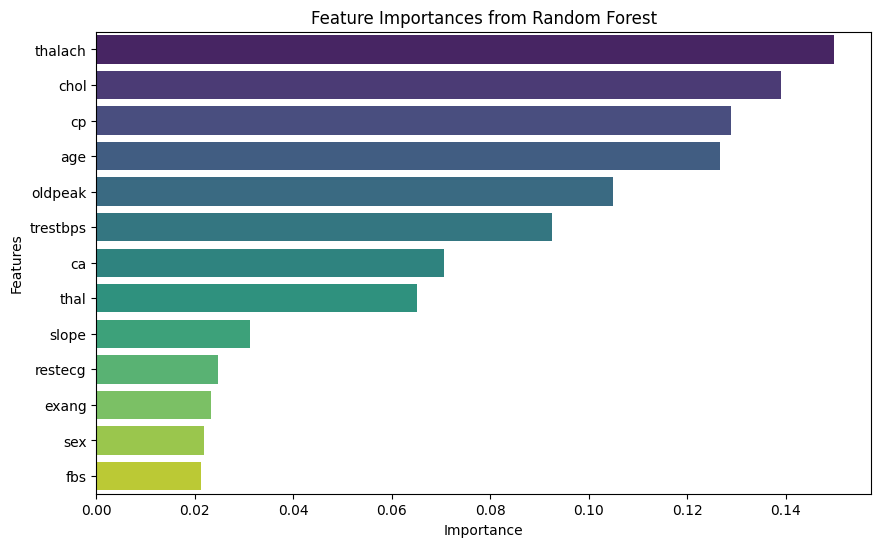 Feature Importances from Random Forest
Features
thalach
chol
cp
age
oldpeak
trestbps
ca
thal
slope
restecg
exang
sex
fbs
0.00 0.02 0.04 0.06 0.08 0.10 0.12 0.14
Importance